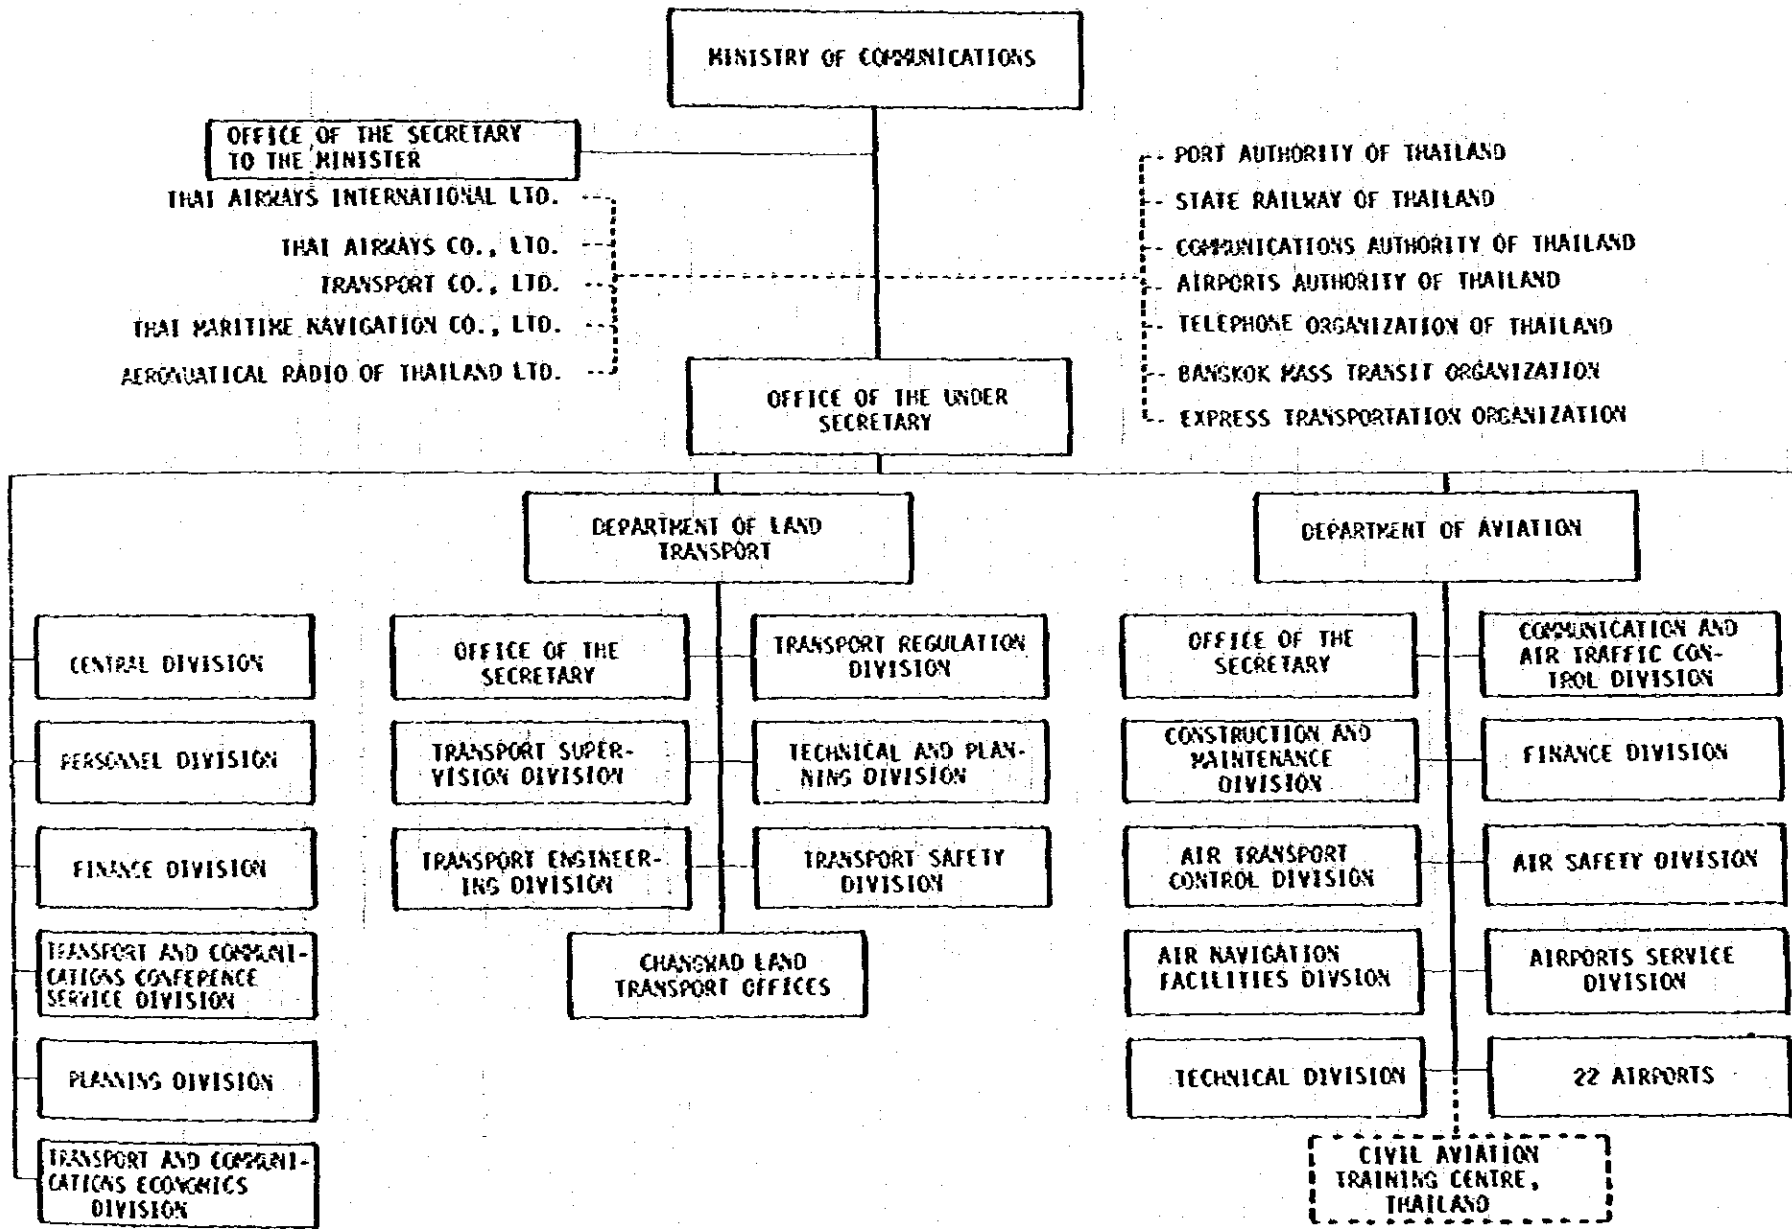 MINISTRY OF COMMUNICATIONS
OFFICE OF THE SECRETARY
TO THE MINISTER
THAI AIRWAYS INTERNATIONAL LTD.
THAI AIRWAYS CO., LTD.
TRANSPORT CO., LTD.
THAI MARITIME NAVIGATION CO., LTD.
AERONUATICAL RADIO OF THAILAND LTD.
PORT AUTHORITY OF THAILAND
STATE RAILWAY OF THAILAND
COMMUNICATIONS AUTHORITY OF THAILAND
AIRPORTS AUTHORITY OF THAILAND
TELEPHONE ORGANIZATION OF THAILAND
BANGKOK MASS TRANSIT ORGANIZATION
EXPRESS TRANSPORTATION ORGANIZATION
OFFICE OF THE UNDER
SECRETARY
DEPARTMENT OF LAND
TRANSPORT
DEPARTMENT OF AVIATION
CENTRAL DIVISION
PERSONNEL DIVISION
FINANCE DIVISION
TRANSPORT AND COMMUNI-
CATIONS CONFERENCE
SERVICE DIVISION
PLANNING DIVISION
TRANSPORT AND COMMUNI-
CATIONS ECONOMICS
DIVISION
OFFICE OF THE
SECRETARY
TRANSPORT REGULATION
DIVISION
TRANSPORT SUPER-
VISION DIVISION
TECHNICAL AND PLAN-
NING DIVISION
TRANSPORT ENGINEER-
ING DIVISION
TRANSPORT SAFETY
DIVISION
CHANGWAD LAND
TRANSPORT OFFICES
OFFICE OF THE
SECRETARY
COMMUNICATION AND
AIR TRAFFIC CON-
TROL DIVISION
CONSTRUCTION AND
MAINTENANCE
DIVISION
FINANCE DIVISION
AIR TRANSPORT
CONTROL DIVISION
AIR SAFETY DIVISION
AIR NAVIGATION
FACILITIES DIVSION
AIRPORTS SERVICE
DIVISION
TECHNICAL DIVISION
22 AIRPORTS
CIVIL AVIATION
TRAINING CENTRE,
THAILAND